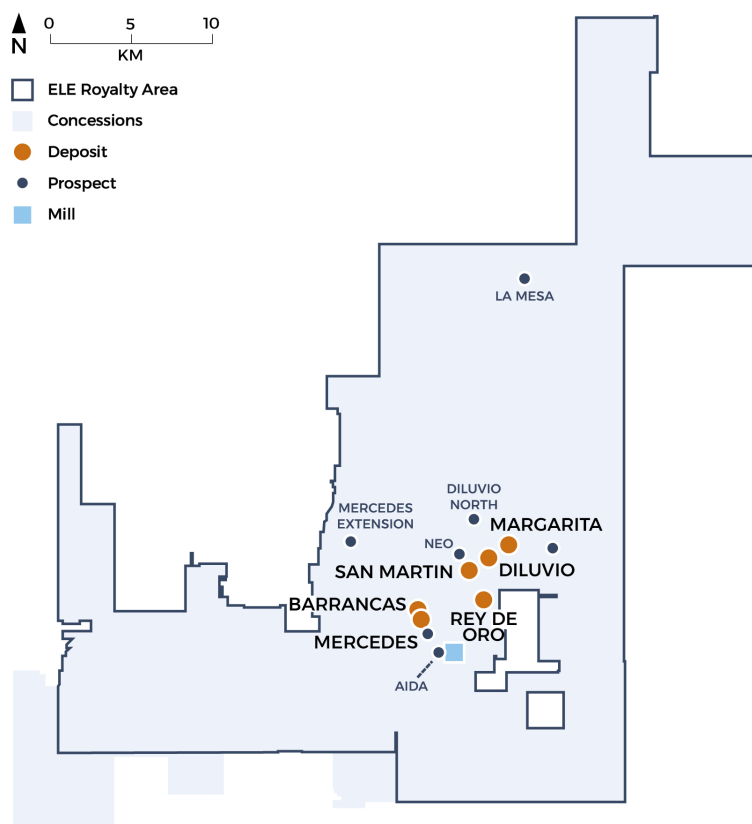 0 5 10
N
KM
ELE Royalty Area
Concessions
Deposit
Prospect
Mill
LA MESA
DILUVIO
NORTH
MERCEDES
EXTENSION
MARGARITA
NEO
SAN MARTIN
DILUVIO
BARRANCAS
REY DE
ORO
MERCEDES
AIDA